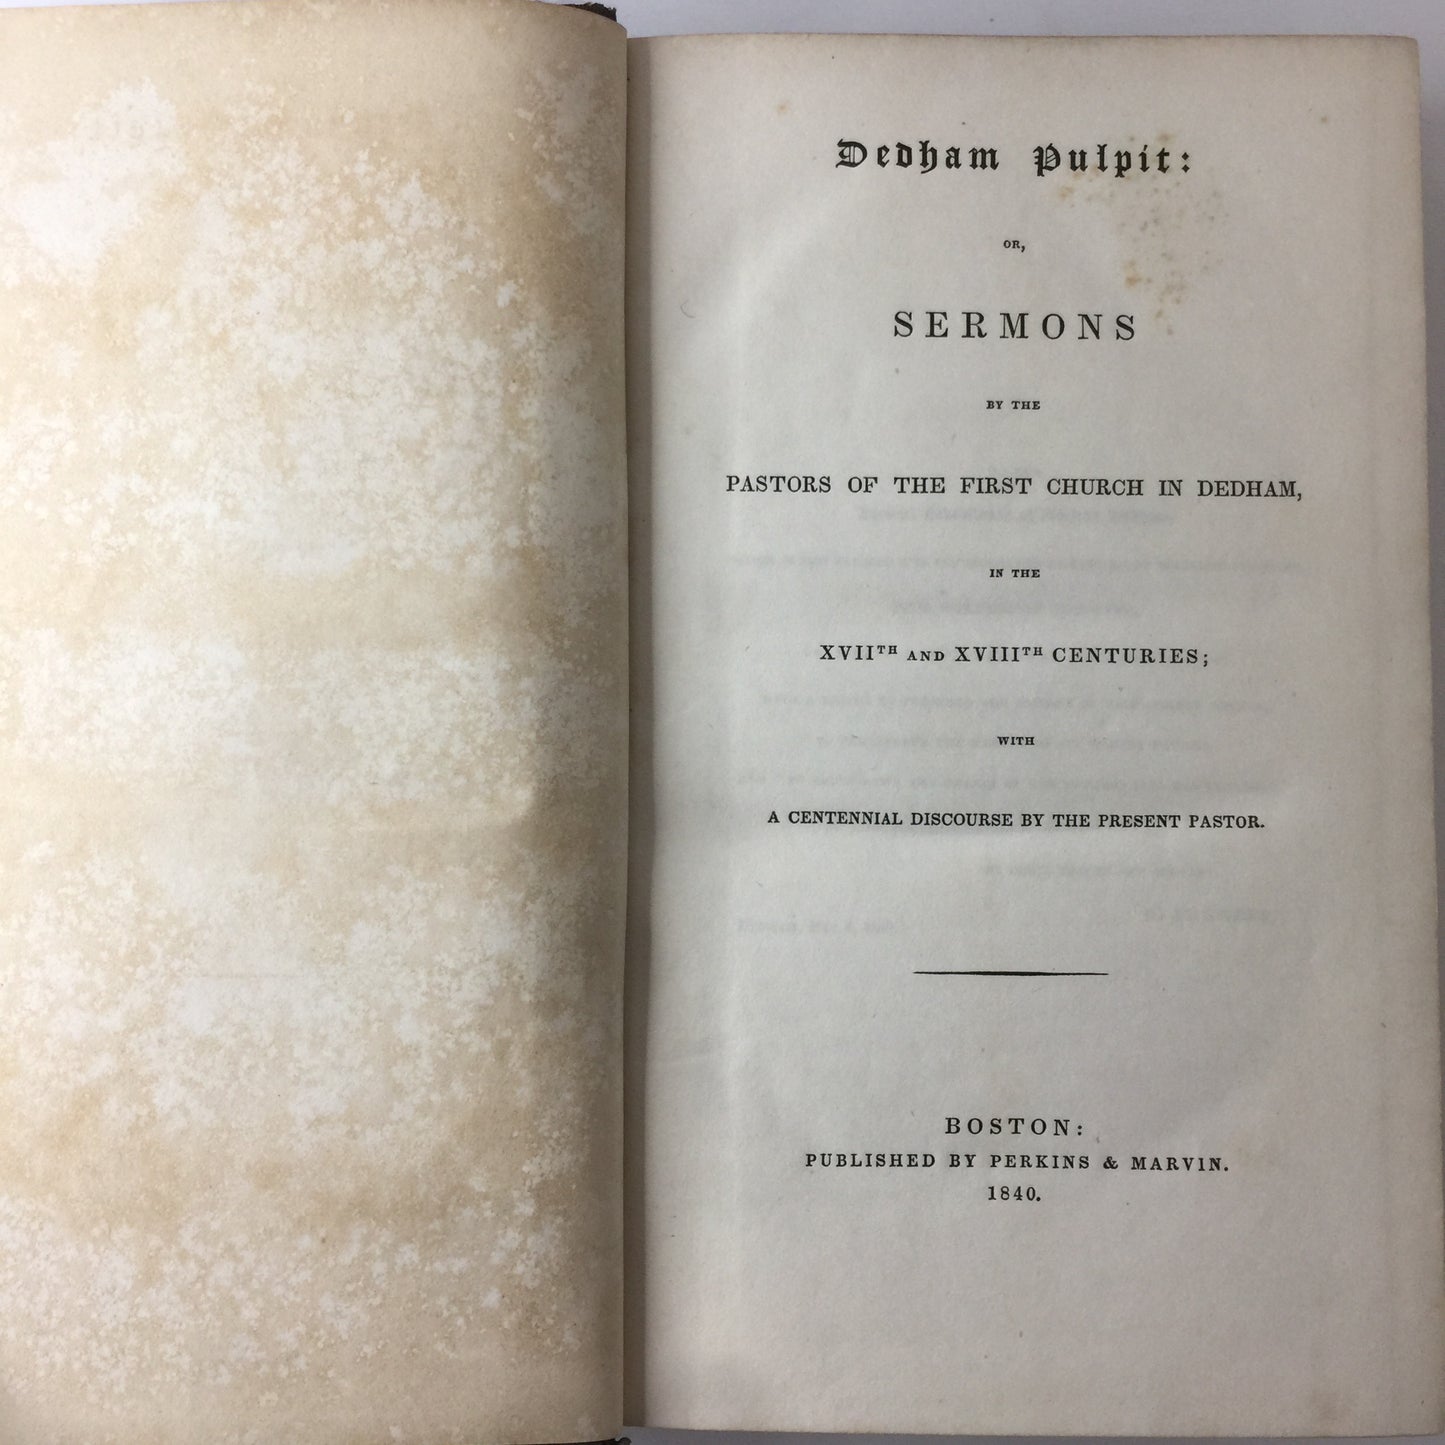 Dedham Pulpit:
OR,
SERMONS
BY THE
PASTORS OF THE FIRST CHURCH IN DEDHAM,
IN THE
XVIITH AND XVIIITH CENTURIES;
WITH
A CENTENNIAL DISCOURSE BY THE PRESENT PASTOR.
BOSTON:
PUBLISHED BY PERKINS & MARVIN.
1840.